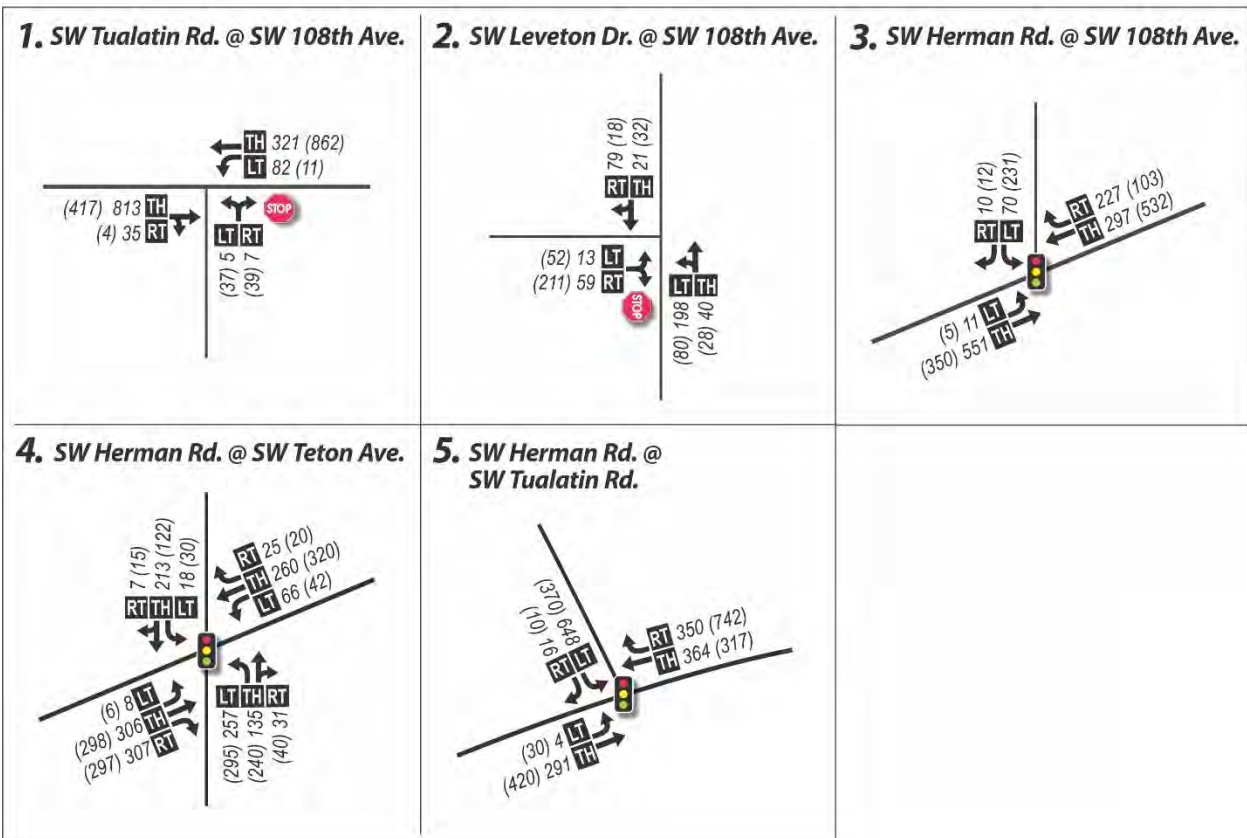 1. SW Tualatin Rd. @ SW 108th Ave.
TH 321 (862)
LT 82 (11)
(417) 813 TH
(4) 35 RT
STOP
LT RT
(37) 5
(39) 7
2. SW Leveton Dr. @ SW 108th Ave.
79 (18)
21 (32)
RT TH
(52) 13 LT
(211) 59 RT
STOP
LT TH
(80) 198
(28) 40
3. SW Herman Rd. @ SW 108th Ave.
10 (12)
70 (231)
RT LT
RT 227 (103)
TH 297 (532)
(5) 11 LT
(350) 551 TH
4. SW Herman Rd. @ SW Teton Ave.
7 (15)
213 (122)
18 (30)
RT TH LT
RT 25 (20)
TH 260 (320)
LT 66 (42)
(6) 8 LT
(298) 306 TH
(297) 307 RT
LT TH RT
(295) 257
(240) 135
(40) 31
5. SW Herman Rd. @
SW Tualatin Rd.
(370) 648
(10) 16
RT LT
RT 350 (742)
TH 364 (317)
(30) 4 LT
(420) 291 TH